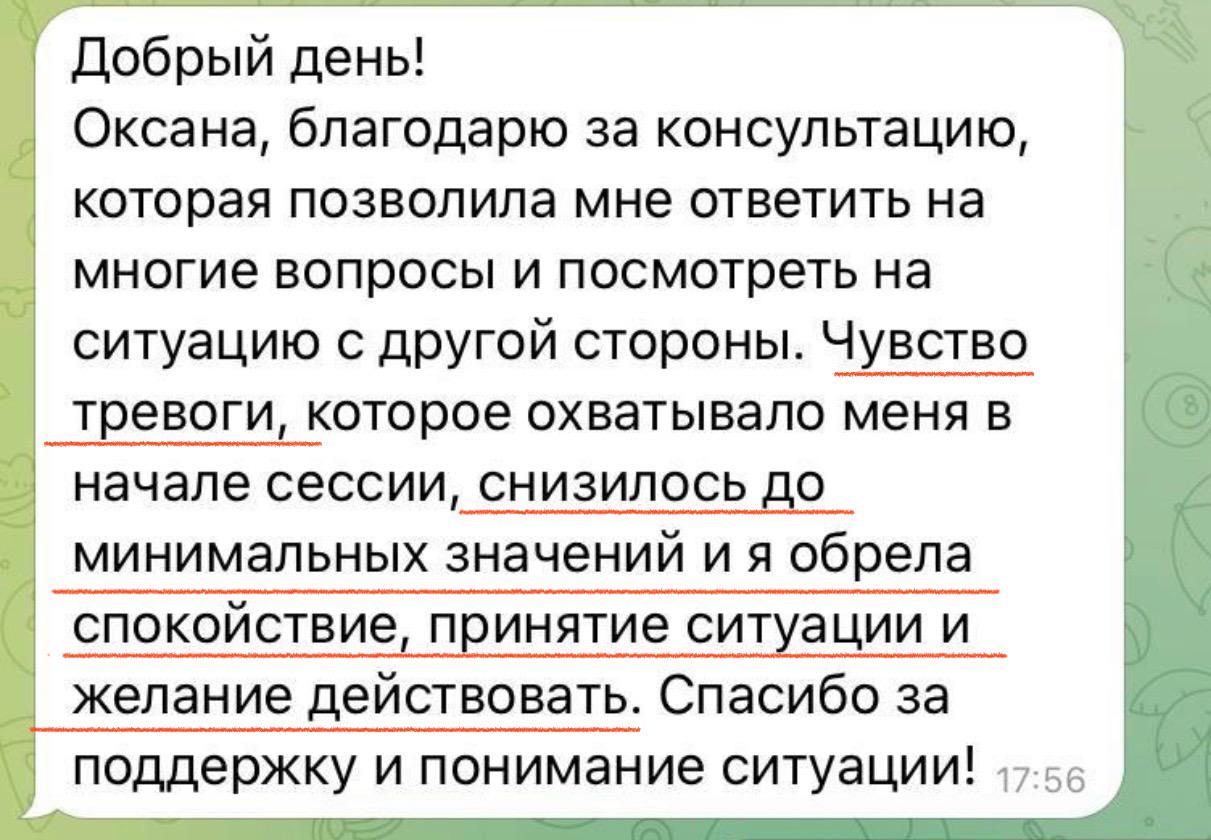 Добрый день!
Оксана, благодарю за консультацию,
которая позволила мне ответить на
многие вопросы и посмотреть на
ситуацию с другой стороны. Чувство
тревоги, которое охватывало меня в
начале сессии, снизилось до
минимальных значений и я обрела
спокойствие, принятие ситуации и
желание действовать. Спасибо за
поддержку и понимание ситуации! 17:56